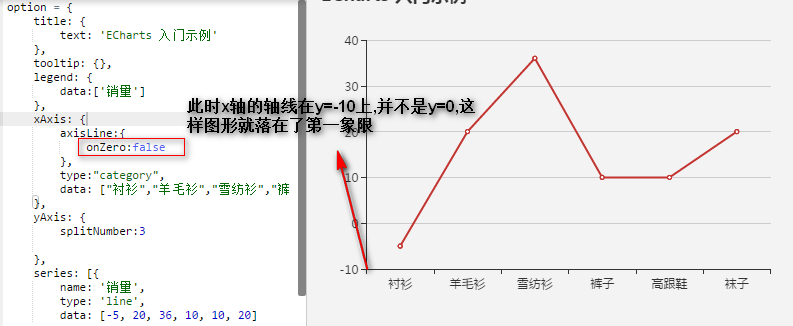 option = {
title: {
text: 'ECharts 入门示例'
},
tooltip: {},
legend: {
data:['销量']
},
xAxis: {
axisLine:{
onZero:false
},
type:"category",
data: ["衬衫","羊毛衫","雪纺衫","裤
},
yAxis: {
splitNumber:3
},
series: [{
name: '销量',
type: 'line',
data: [-5, 20, 36, 10, 10, 20]
此时x轴的轴线在y=-10上,并不是y=0,这
样图形就落在了第一象限
40
30
20
10
0
-10
衬衫 羊毛衫 雪纺衫 裤子 高跟鞋 袜子